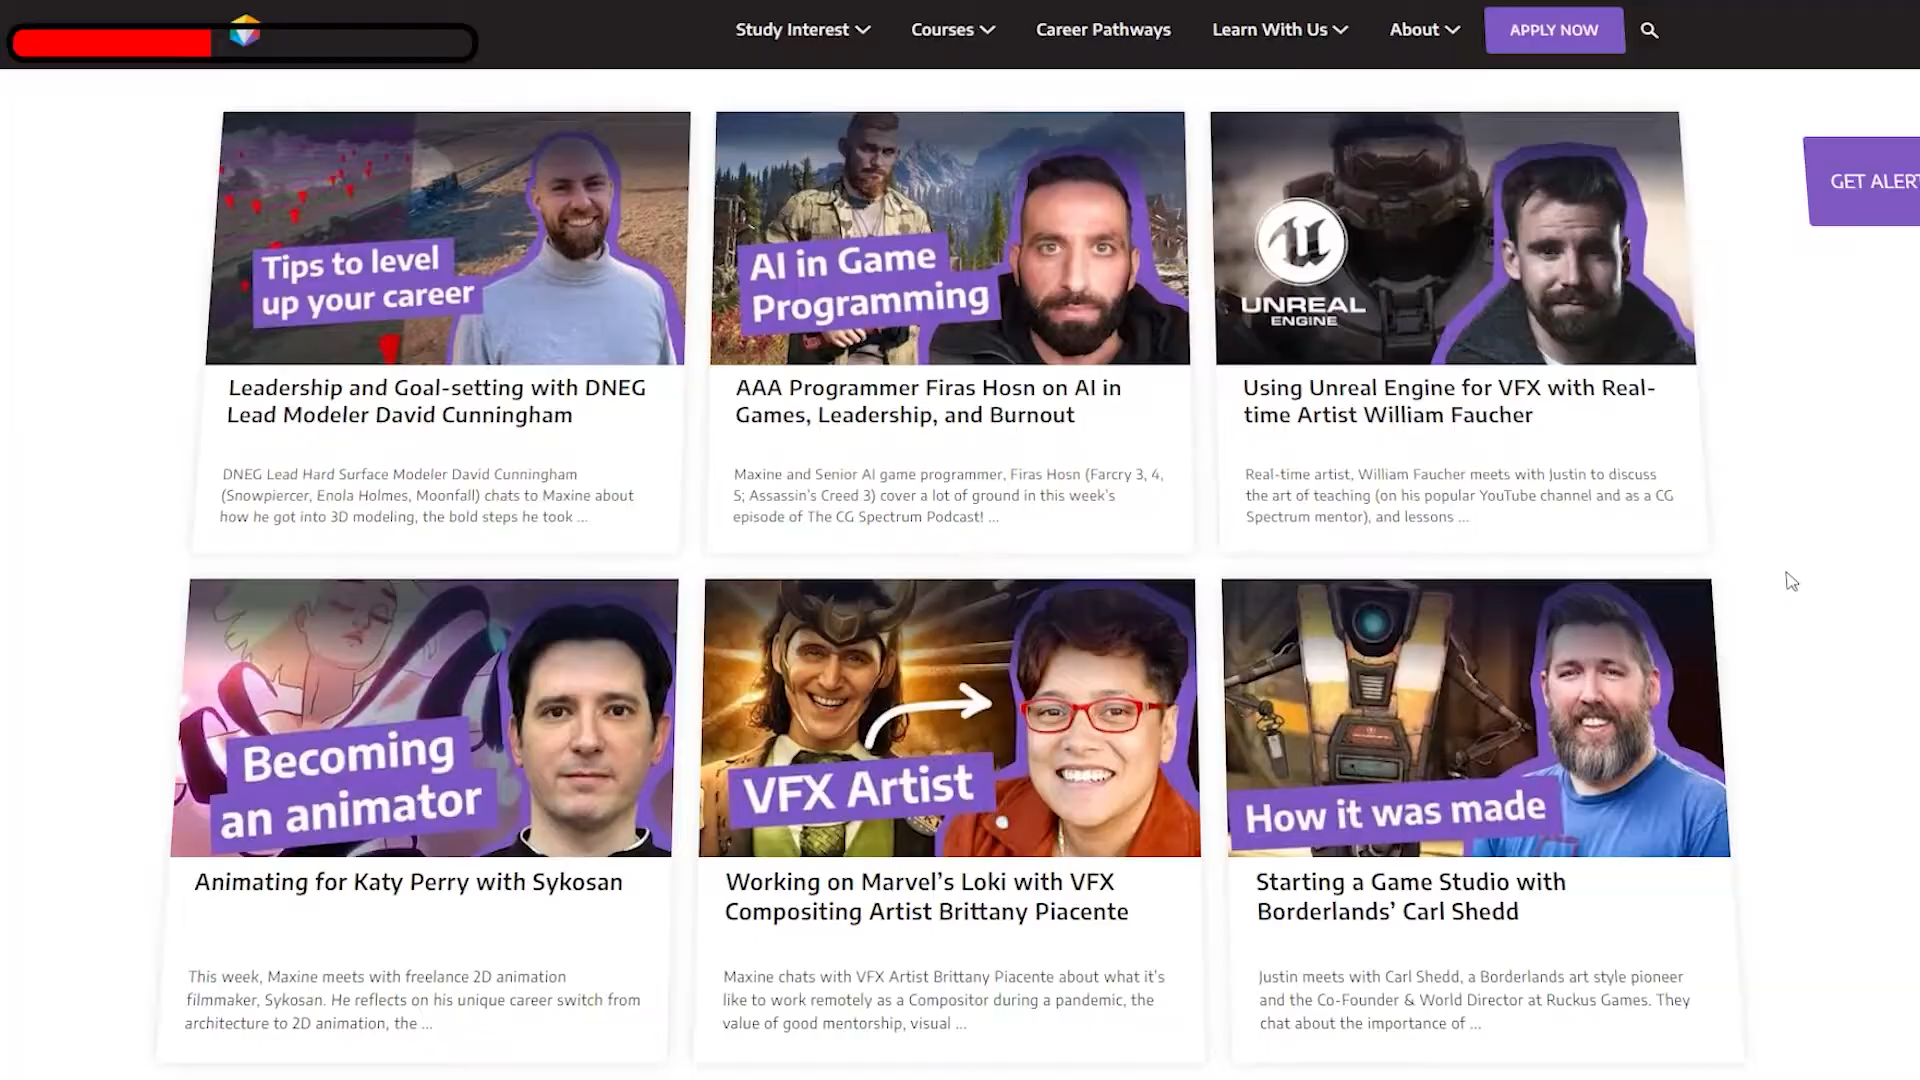 Study Interest
Courses
Career Pathways
Learn With Us
About
APPLY NOW
GET ALERT
Tips to level
up your career
AI in Game
Programming
UNREAL
ENGINE
Leadership and Goal-setting with DNEG
Lead Modeler David Cunningham
AAA Programmer Firas Hosn on AI in
Games, Leadership, and Burnout
Using Unreal Engine for VFX with Real-
time Artist William Faucher
DNEG Lead Hard Surface Modeler David Cunningham
(Snowpiercer, Enola Holmes, Moonfall) chats to Maxine about
how he got into 3D modeling, the bold steps he took ...
Maxine and Senior AI game programmer, Firas Hosn (Farcry 3, 4,
5; Assassin's Creed 3) cover a lot of ground in this week's
episode of The CG Spectrum Podcast! ...
Real-time artist, William Faucher meets with Justin to discuss
the art of teaching (on his popular YouTube channel and as a CG
Spectrum mentor), and lessons ...
Becoming
an animator
VFX Artist
How it was made
Animating for Katy Perry with Sykosan
Working on Marvel's Loki with VFX
Compositing Artist Brittany Piacente
Starting a Game Studio with
Borderlands' Carl Shedd
This week, Maxine meets with freelance 2D animation
filmmaker, Sykosan. He reflects on his unique career switch from
architecture to 2D animation, the ...
Maxine chats with VFX Artist Brittany Piacente about what it's
like to work remotely as a Compositor during a pandemic, the
value of good mentorship, visual ...
Justin meets with Carl Shedd, a Borderlands art style pioneer
and the Co-Founder & World Director at Ruckus Games. They
chat about the importance of ...